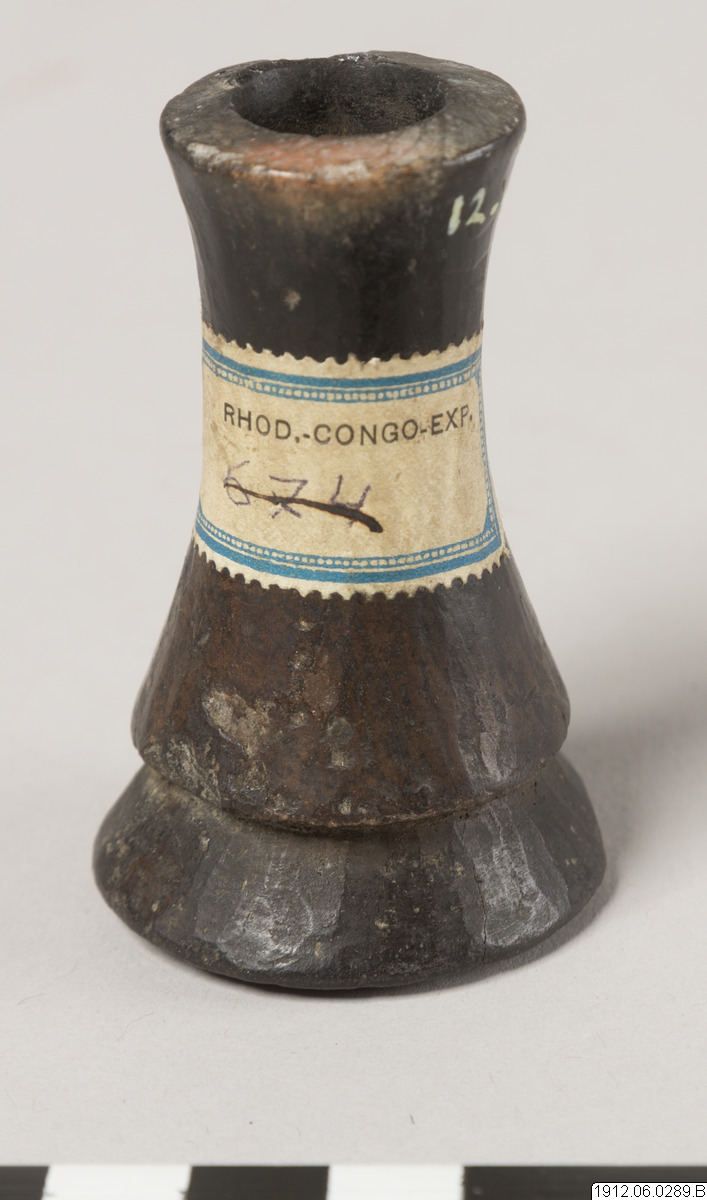 12.
RHOD.-CONGO-EXP.
674
1912.06.0289.B